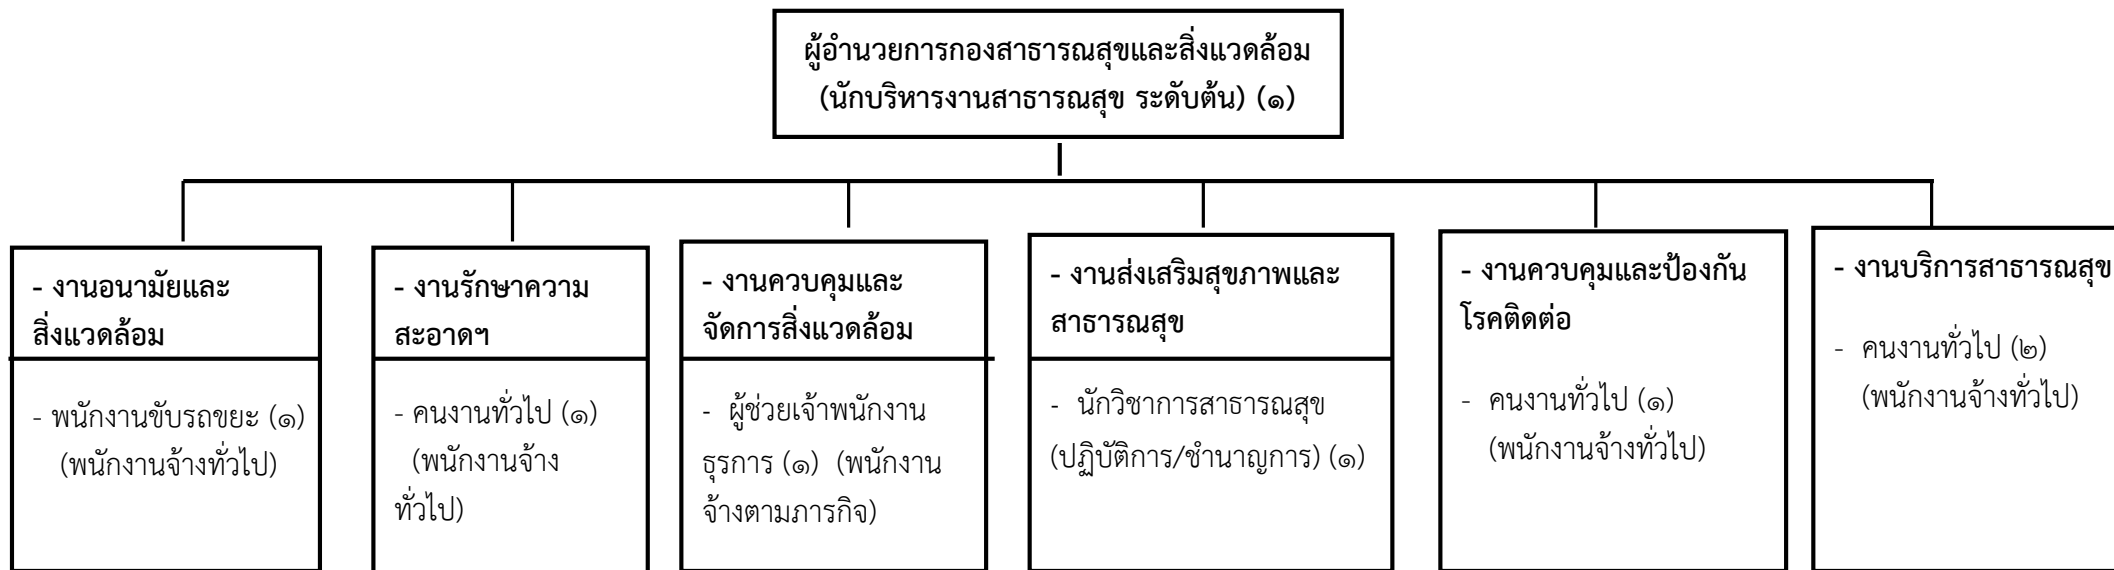 ผู้อำนวยการกองสาธารณสุขและสิ่งแวดล้อม
(นักบริหารงานสาธารณสุข ระดับต้น) (๑)
- งานอนามัยและ
สิ่งแวดล้อม
- พนักงานขับรถขยะ (๑)
(พนักงานจ้างทั่วไป)
- งานรักษาความ
สะอาดฯ
- คนงานทั่วไป (๑)
(พนักงานจ้าง
ทั่วไป)
- งานควบคุมและ
จัดการสิ่งแวดล้อม
- ผู้ช่วยเจ้าพนักงาน
ธุรการ (๑) (พนักงาน
จ้างตามภารกิจ)
- งานส่งเสริมสุขภาพและ
สาธารณสุข
- นักวิชาการสาธารณสุข
(ปฏิบัติการ/ชำนาญการ) (๑)
- งานควบคุมและป้องกัน
โรคติดต่อ
- คนงานทั่วไป (๑)
(พนักงานจ้างทั่วไป)
- งานบริการสาธารณสุข
- คนงานทั่วไป (๒)
(พนักงานจ้างทั่วไป)